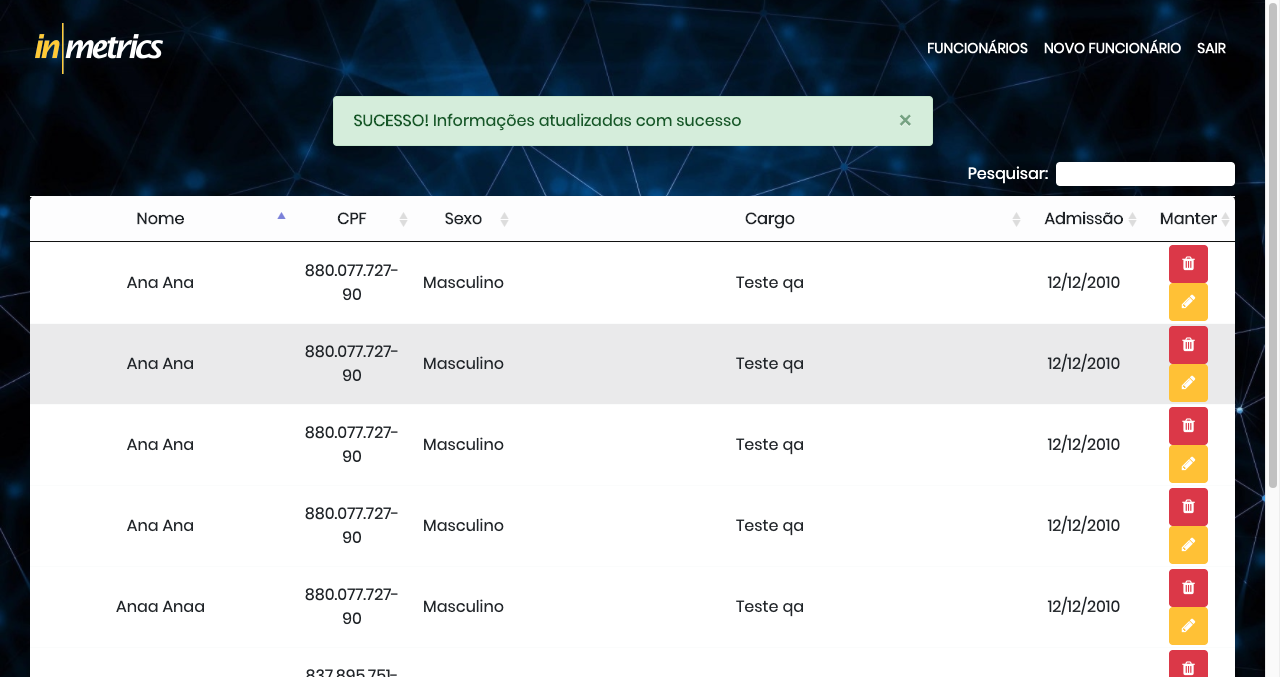 in|metrics
FUNCIONÁRIOS NOVO FUNCIONÁRIO SAIR
SUCESSO! Informações atualizadas com sucesso ×
Pesquisar:
Nome CPF Sexo Cargo Admissão Manter
Ana Ana 880.077.727-90 Masculino Teste qa 12/12/2010
Ana Ana 880.077.727-90 Masculino Teste qa 12/12/2010
Ana Ana 880.077.727-90 Masculino Teste qa 12/12/2010
Ana Ana 880.077.727-90 Masculino Teste qa 12/12/2010
Anaa Anaa 880.077.727-90 Masculino Teste qa 12/12/2010
837.895.751-